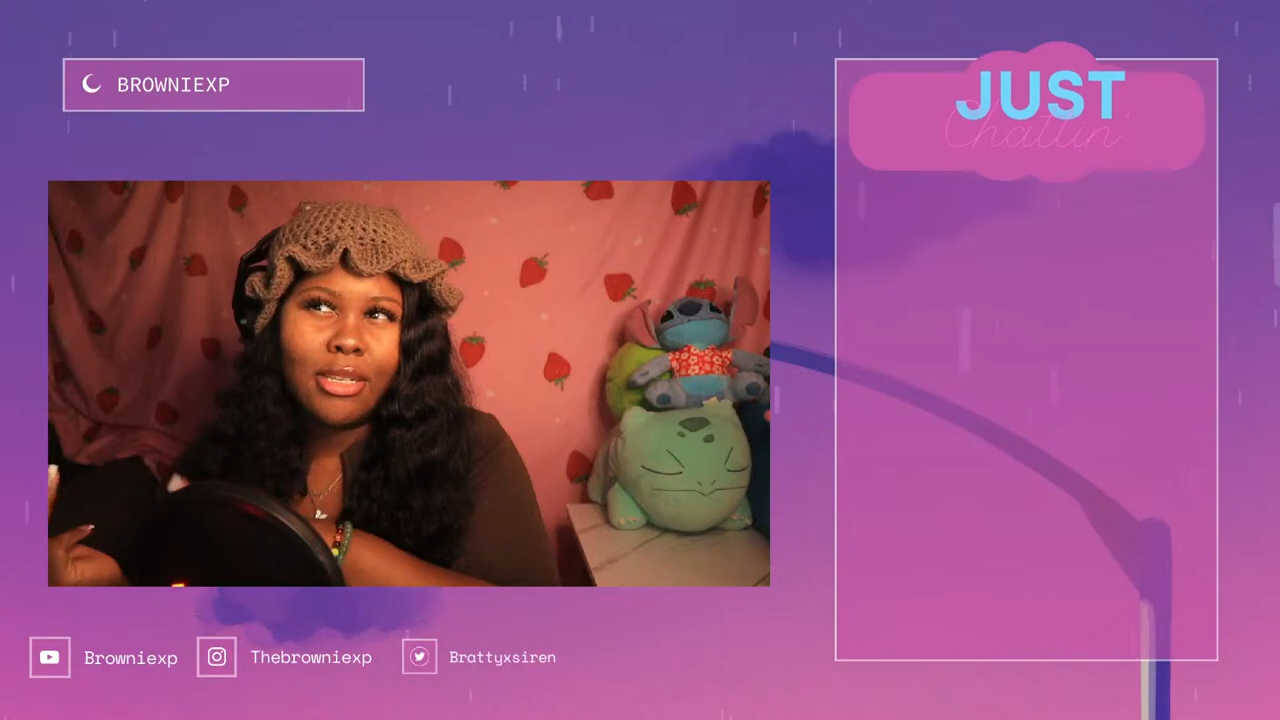 BROWNIEXP
JUST
Chattin'
Browniexp
Thebrowniexp
Brattyxsiren